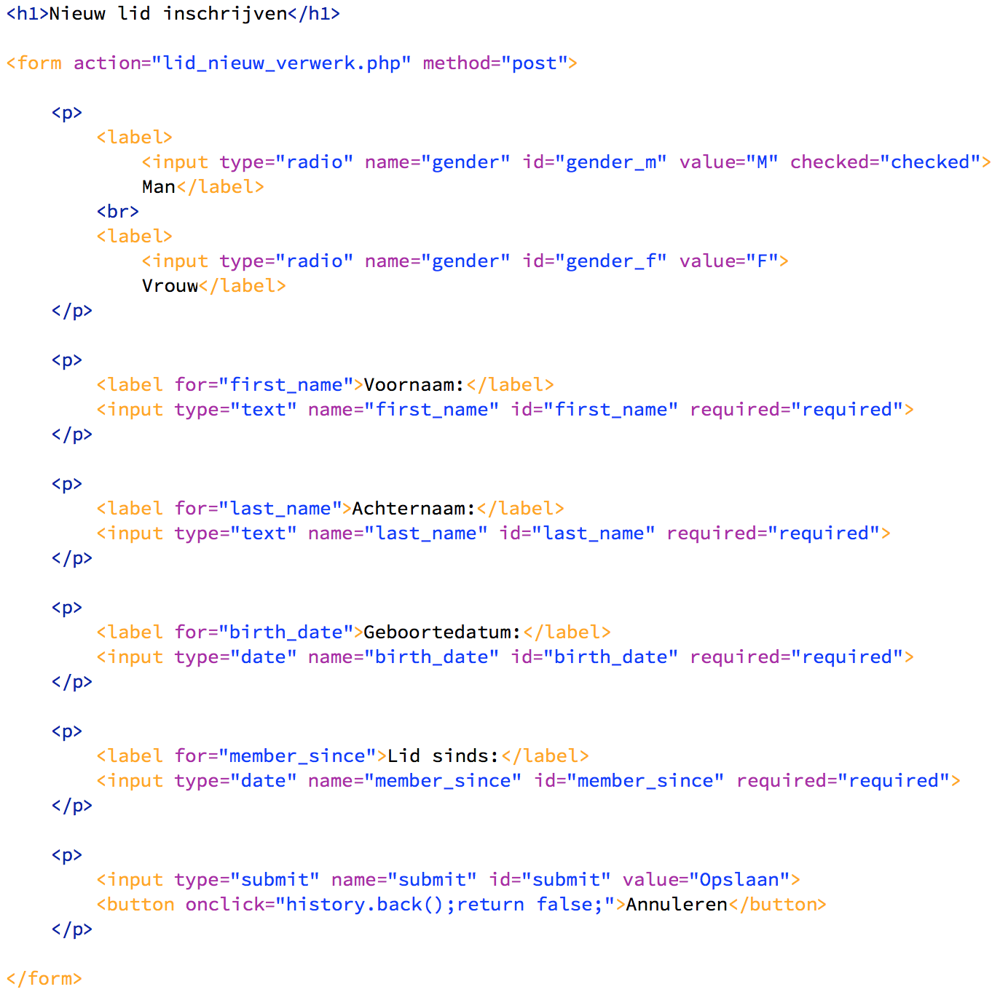 <h1>Nieuw lid inschrijven</h1>
<form action="lid_nieuw_verwerk.php" method="post">
<p>
<label>
<input type="radio" name="gender" id="gender_m" value="M" checked="checked">
Man</label>
<br>
<label>
<input type="radio" name="gender" id="gender_f" value="F">
Vrouw</label>
</p>
<p>
<label for="first_name">Voornaam:</label>
<input type="text" name="first_name" id="first_name" required="required">
</p>
<p>
<label for="last_name">Achternaam:</label>
<input type="text" name="last_name" id="last_name" required="required">
</p>
<p>
<label for="birth_date">Geboortedatum:</label>
<input type="date" name="birth_date" id="birth_date" required="required">
</p>
<p>
<label for="member_since">Lid sinds:</label>
<input type="date" name="member_since" id="member_since" required="required">
</p>
<p>
<input type="submit" name="submit" id="submit" value="Opslaan">
<button onclick="history.back();return false;">Annuleren</button>
</p>
</form>